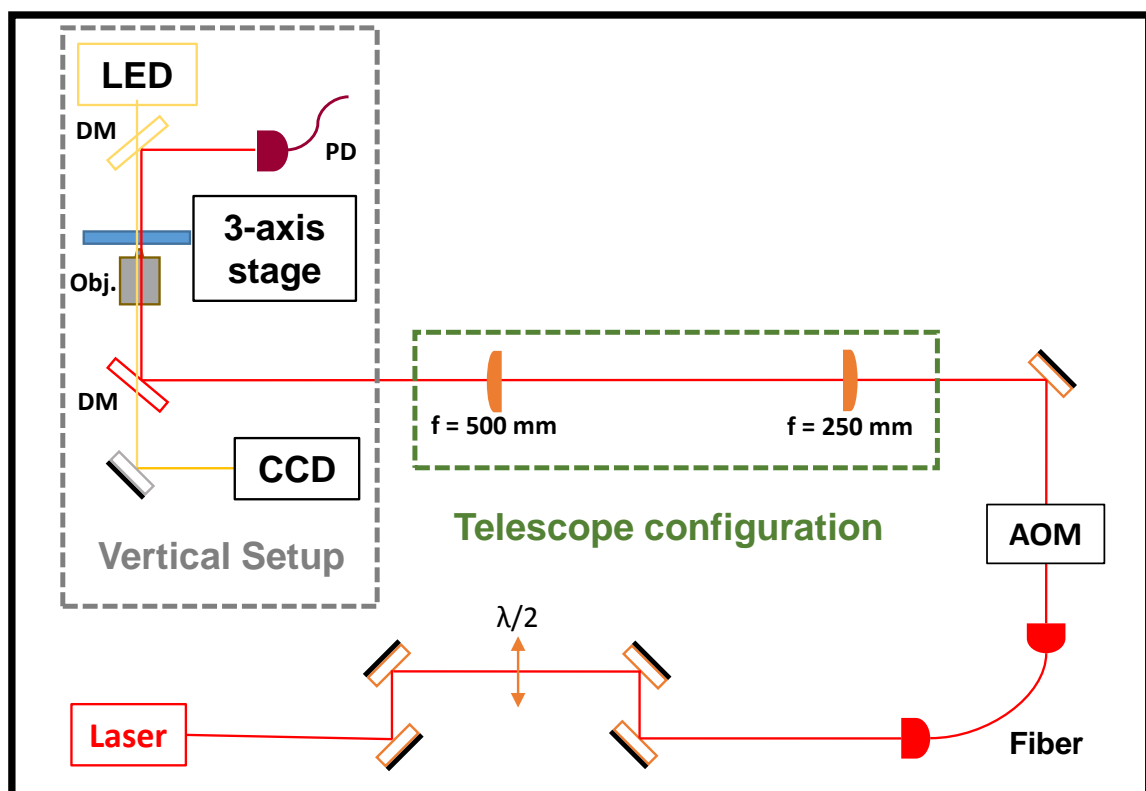 LED
DM
PD
3-axis
stage
Obj.
DM
f = 500 mm
f = 250 mm
CCD
Telescope configuration
AOM
Vertical Setup
λ/2
Laser
Fiber